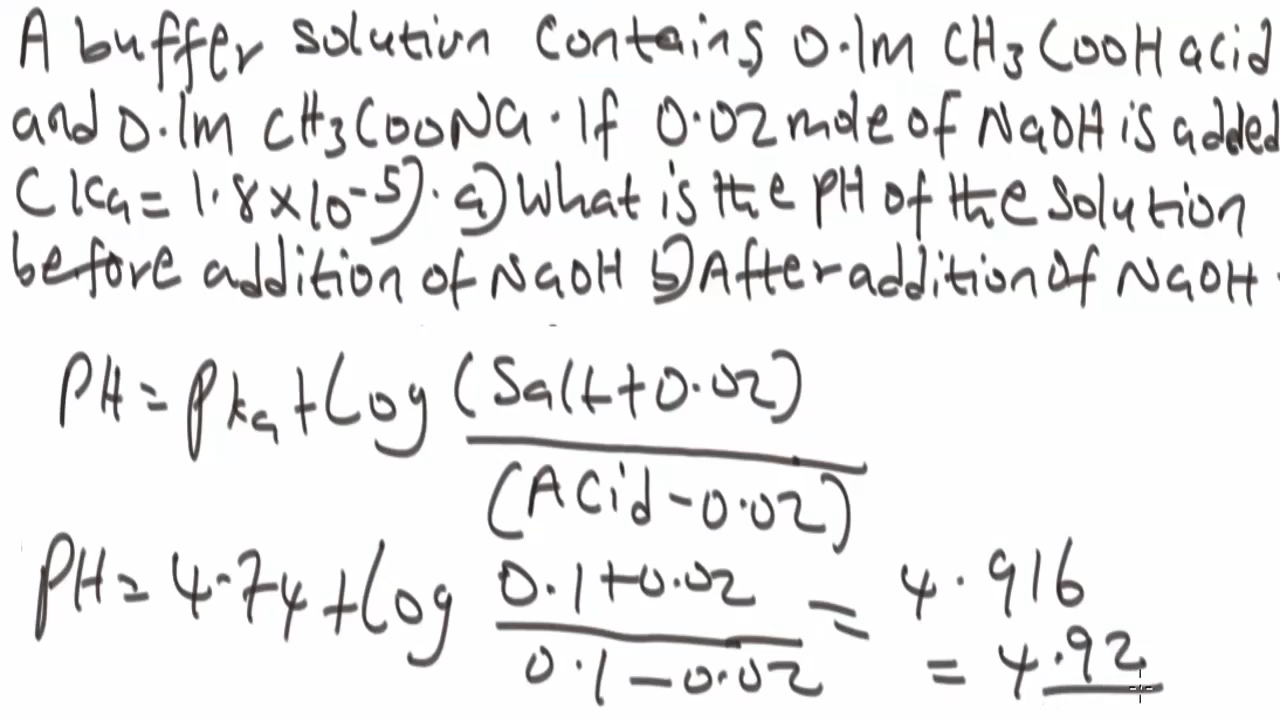 A buffer solution contains 0.1m CH3COOH acid
and 0.1m CH3COONa. If 0.02 mole of NaOH is added
(Ka = 1.8×10^-5). a) What is the PH of the solution
before addition of NaOH b) After addition of NaOH.
PH = Pka + Log (Salt + 0.02)
(Acid - 0.02)
PH = 4.74 + Log 0.1 + 0.02 = 4.916
0.1 - 0.02 = 4.92